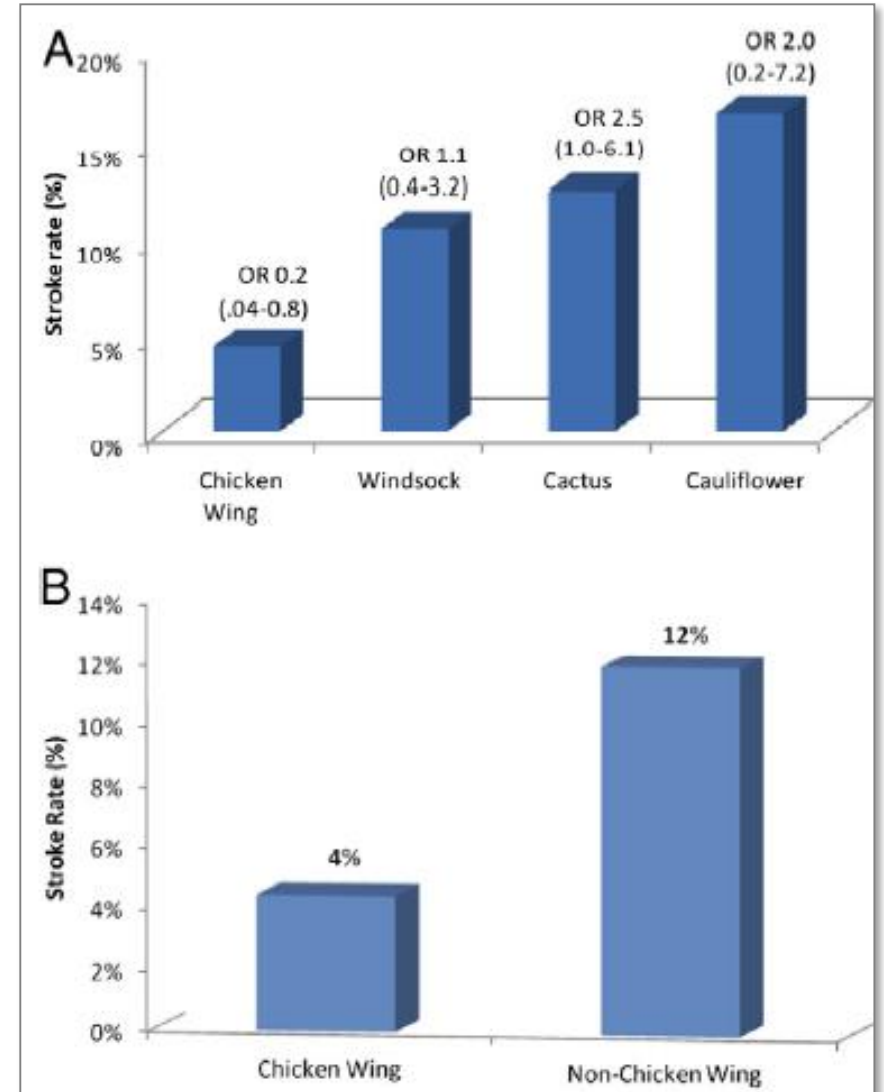 A
20%
15%
10%
5%
0%
Stroke rate (%)
OR 0.2
(.04-0.8)
OR 1.1
(0.4-3.2)
OR 2.5
(1.0-6.1)
OR 2.0
(0.2-7.2)
Chicken
Wing
Windsock
Cactus
Cauliflower
B
14%
12%
10%
8%
6%
4%
2%
0%
Stroke Rate (%)
4%
12%
Chicken Wing
Non-Chicken Wing